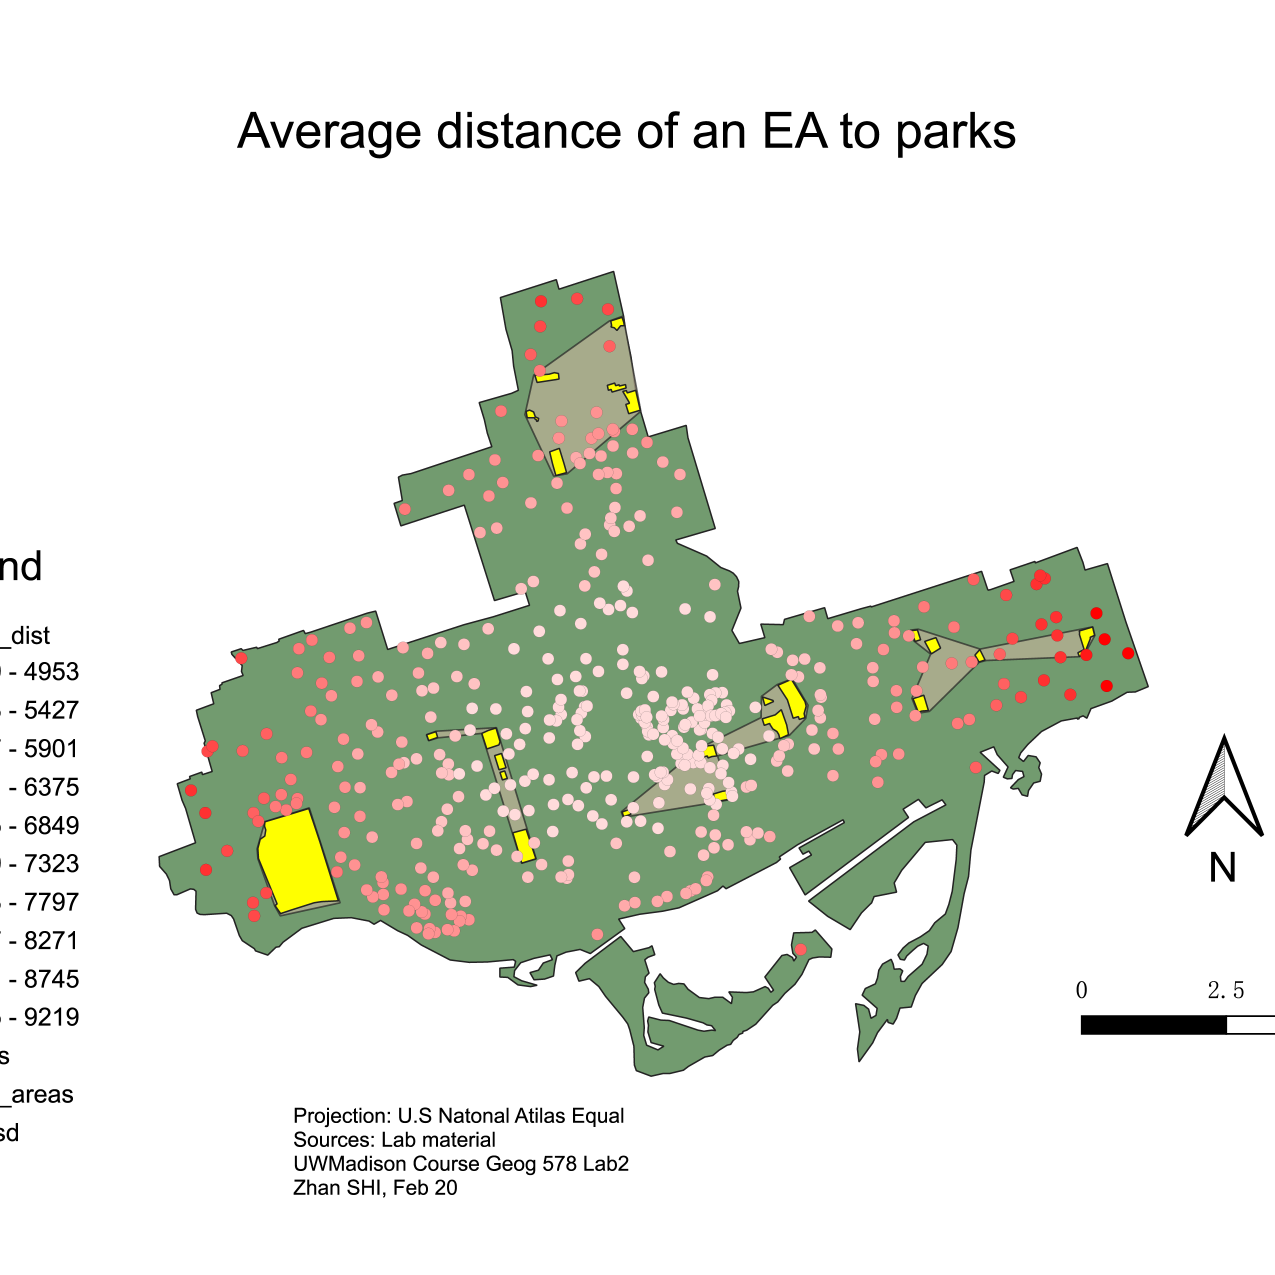 Average distance of an EA to parks
nd
_dist
- 4953
- 5427
- 5901
- 6375
- 6849
- 7323
- 7797
- 8271
- 8745
- 9219
s
_areas
sd
N
0 2.5
Projection: U.S Natonal Atilas Equal
Sources: Lab material
UWMadison Course Geog 578 Lab2
Zhan SHI, Feb 20